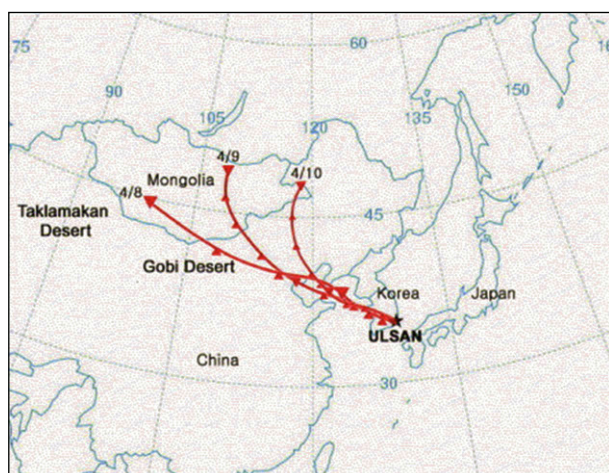 75
60
165
90
105
120
135
150
4/9
4/8
Mongolia
4/10
Taklamakan
Desert
45
Gobi Desert
Korea
Japan
ULSAN
China
30